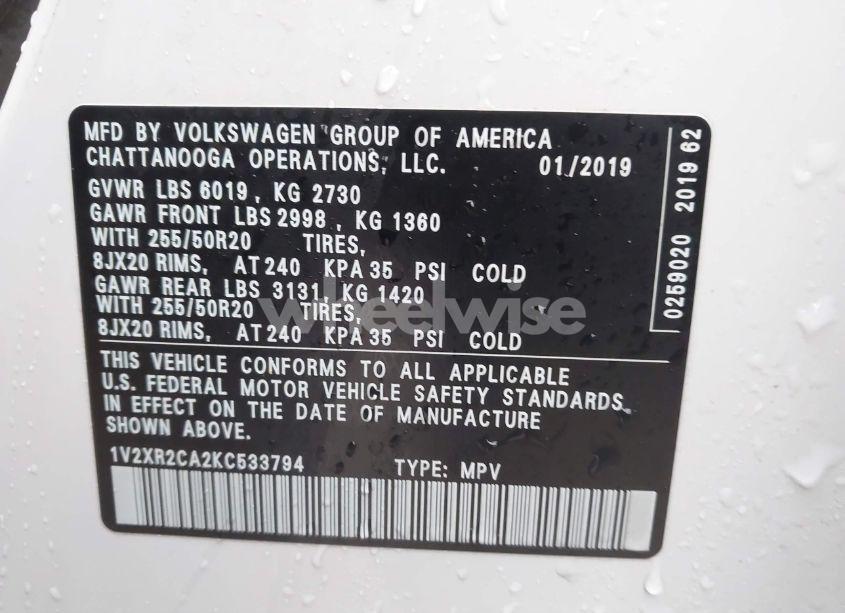 MFD BY VOLKSWAGEN GROUP OF AMERICA
CHATTANOOGA OPERATIONS, LLC. 01/2019
GVWR LBS 6019, KG 2730
GAWR FRONT LBS 2998, KG 1360
WITH 255/50R20 TIRES,
8JX20 RIMS, AT 240 KPA 35 PSI COLD
GAWR REAR LBS 3131, KG 1420
WITH 255/50R20 TIRES,
8JX20 RIMS, AT 240 KPA 35 PSI COLD
THIS VEHICLE CONFORMS TO ALL APPLICABLE
U.S. FEDERAL MOTOR VEHICLE SAFETY STANDARDS
IN EFFECT ON THE DATE OF MANUFACTURE
SHOWN ABOVE.
1V2XR2CA2KC533794 TYPE: MPV
0259020 2019 62
wheelwise